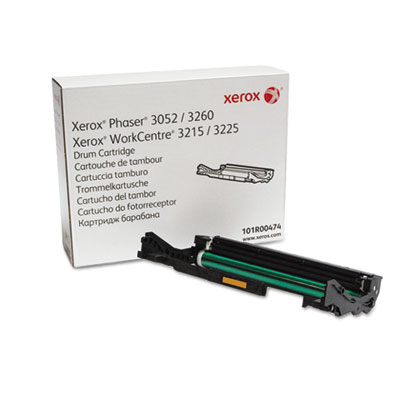 xerox
Xerox® Phaser® 3052 / 3260
Xerox® WorkCentre® 3215 / 3225
Drum Cartridge
Cartouche de tambour
Cartuccia tamburo
Trommelkartusche
Cartucho del tambor
Cartucho do fotorreceptor
Картридж барабана
101R00474
www.xerox.com